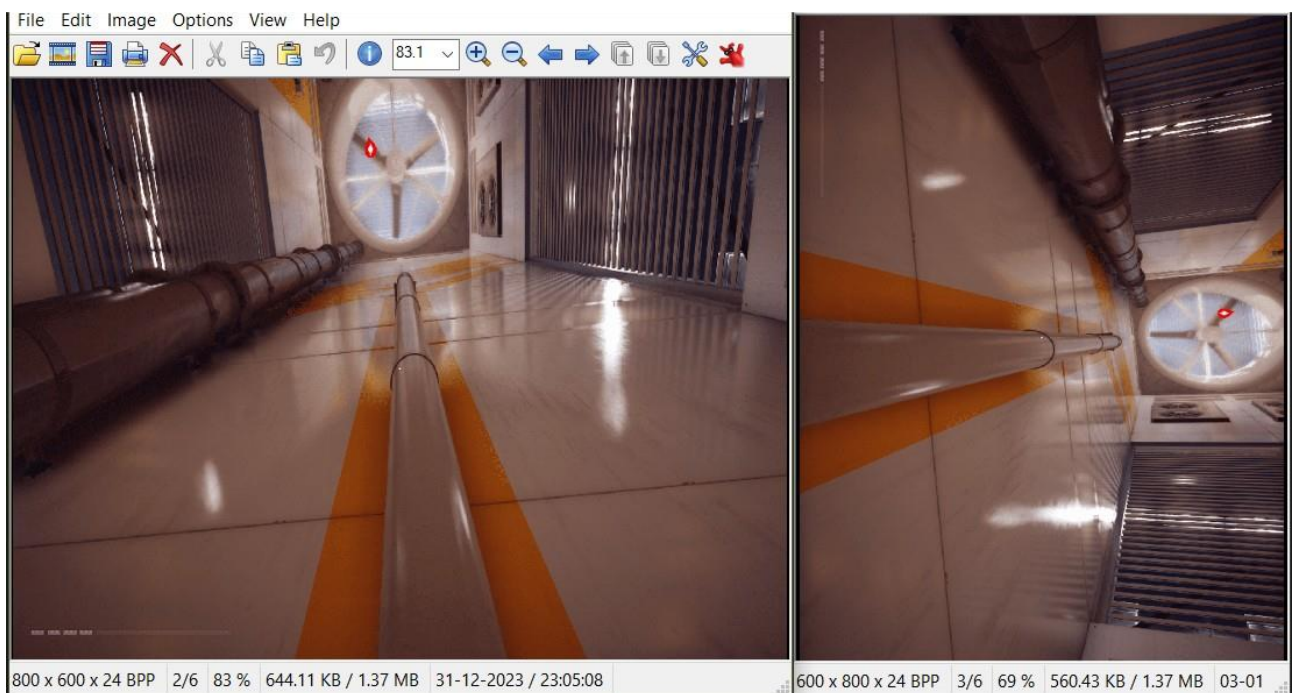 File Edit Image Options View Help
83.1
800 x 600 x 24 BPP 2/6 83 % 644.11 KB / 1.37 MB 31-12-2023 / 23:05:08
600 x 800 x 24 BPP 3/6 69 % 560.43 KB / 1.37 MB 03-01